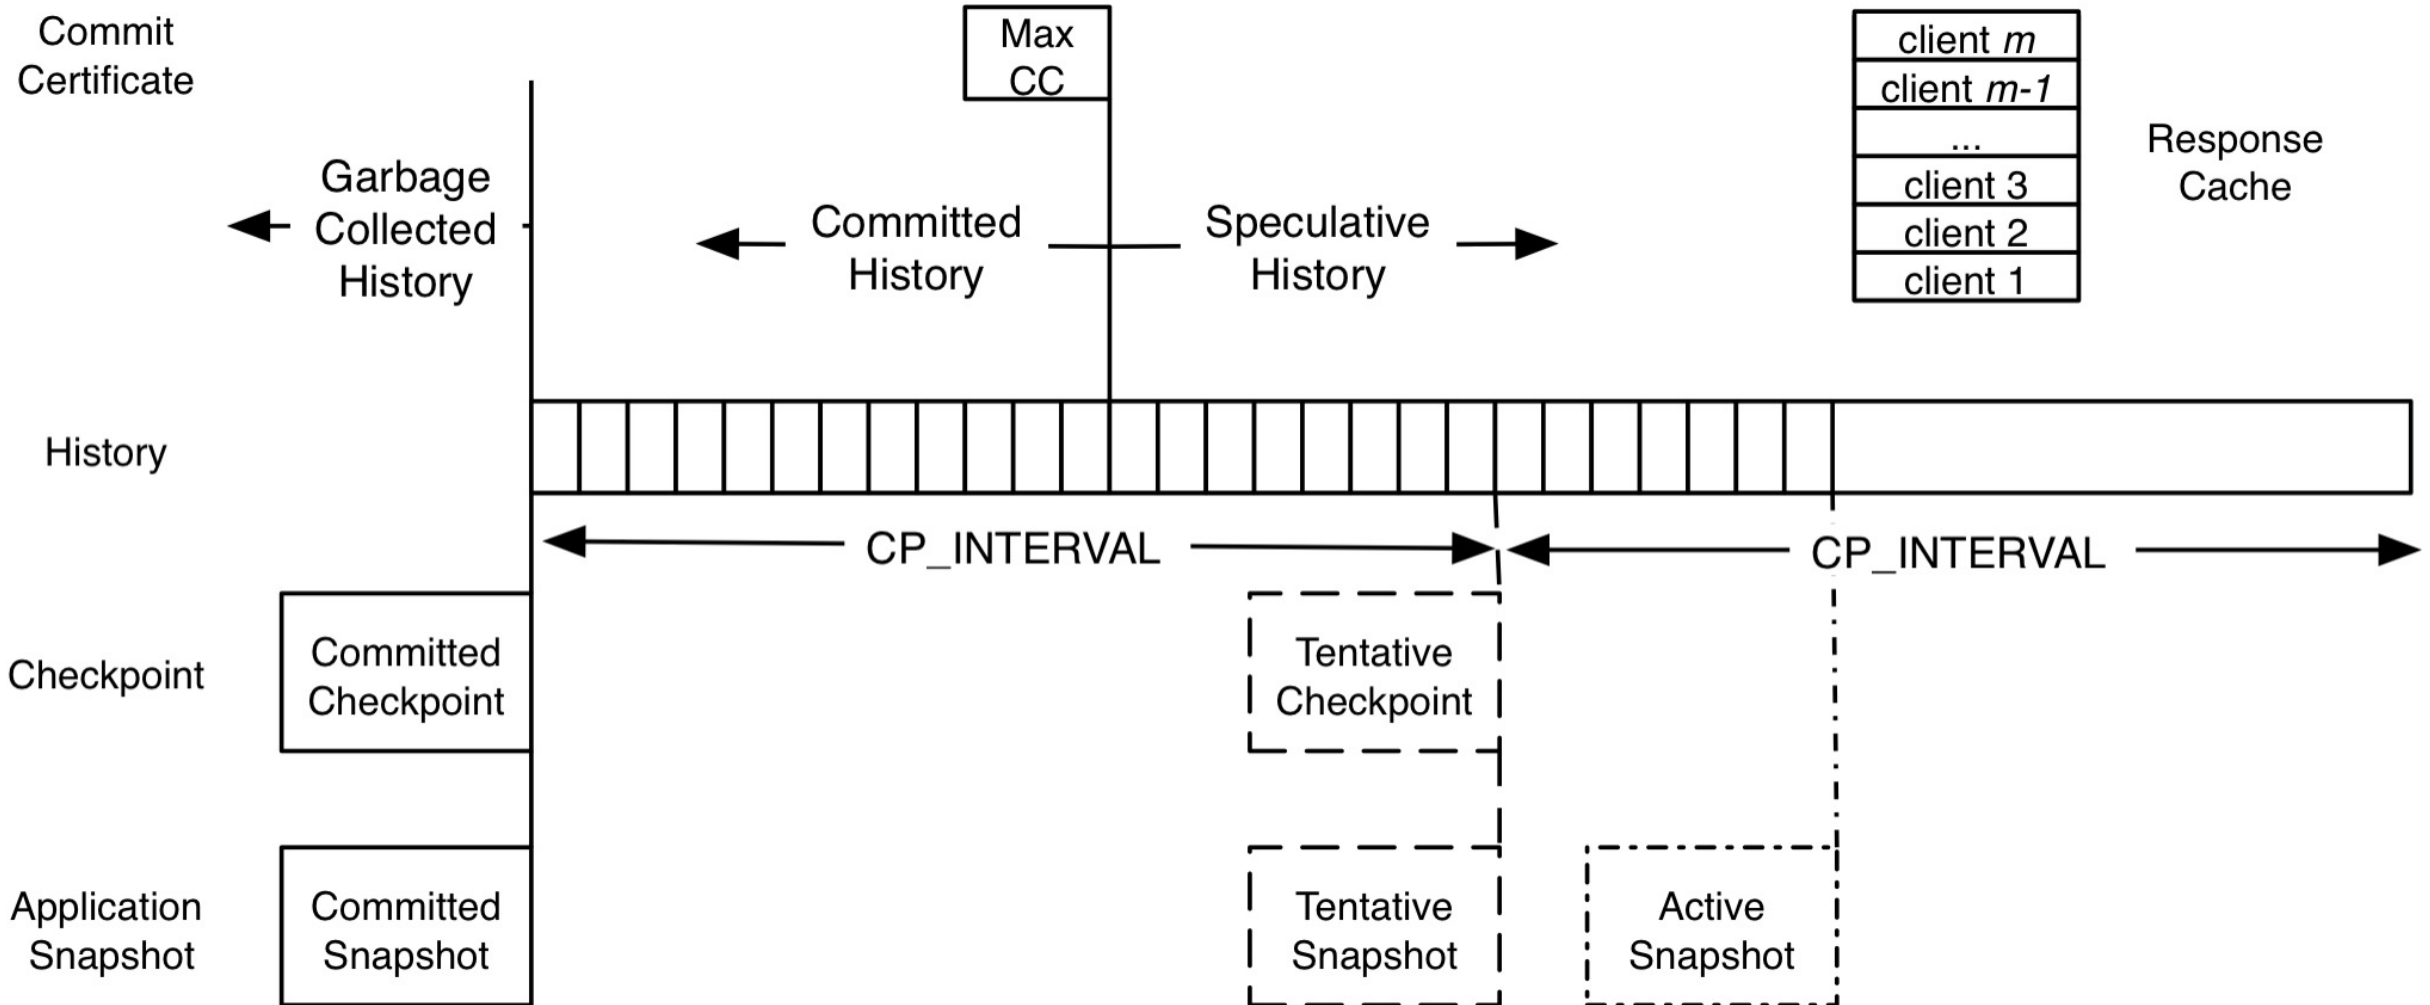 Commit
Certificate
Max
CC
client m
client m-1
...
client 3
client 2
client 1
Response
Cache
Garbage
Collected
History
Committed
History
Speculative
History
History
CP_INTERVAL
CP_INTERVAL
Checkpoint
Committed
Checkpoint
Tentative
Checkpoint
Application
Snapshot
Committed
Snapshot
Tentative
Snapshot
Active
Snapshot